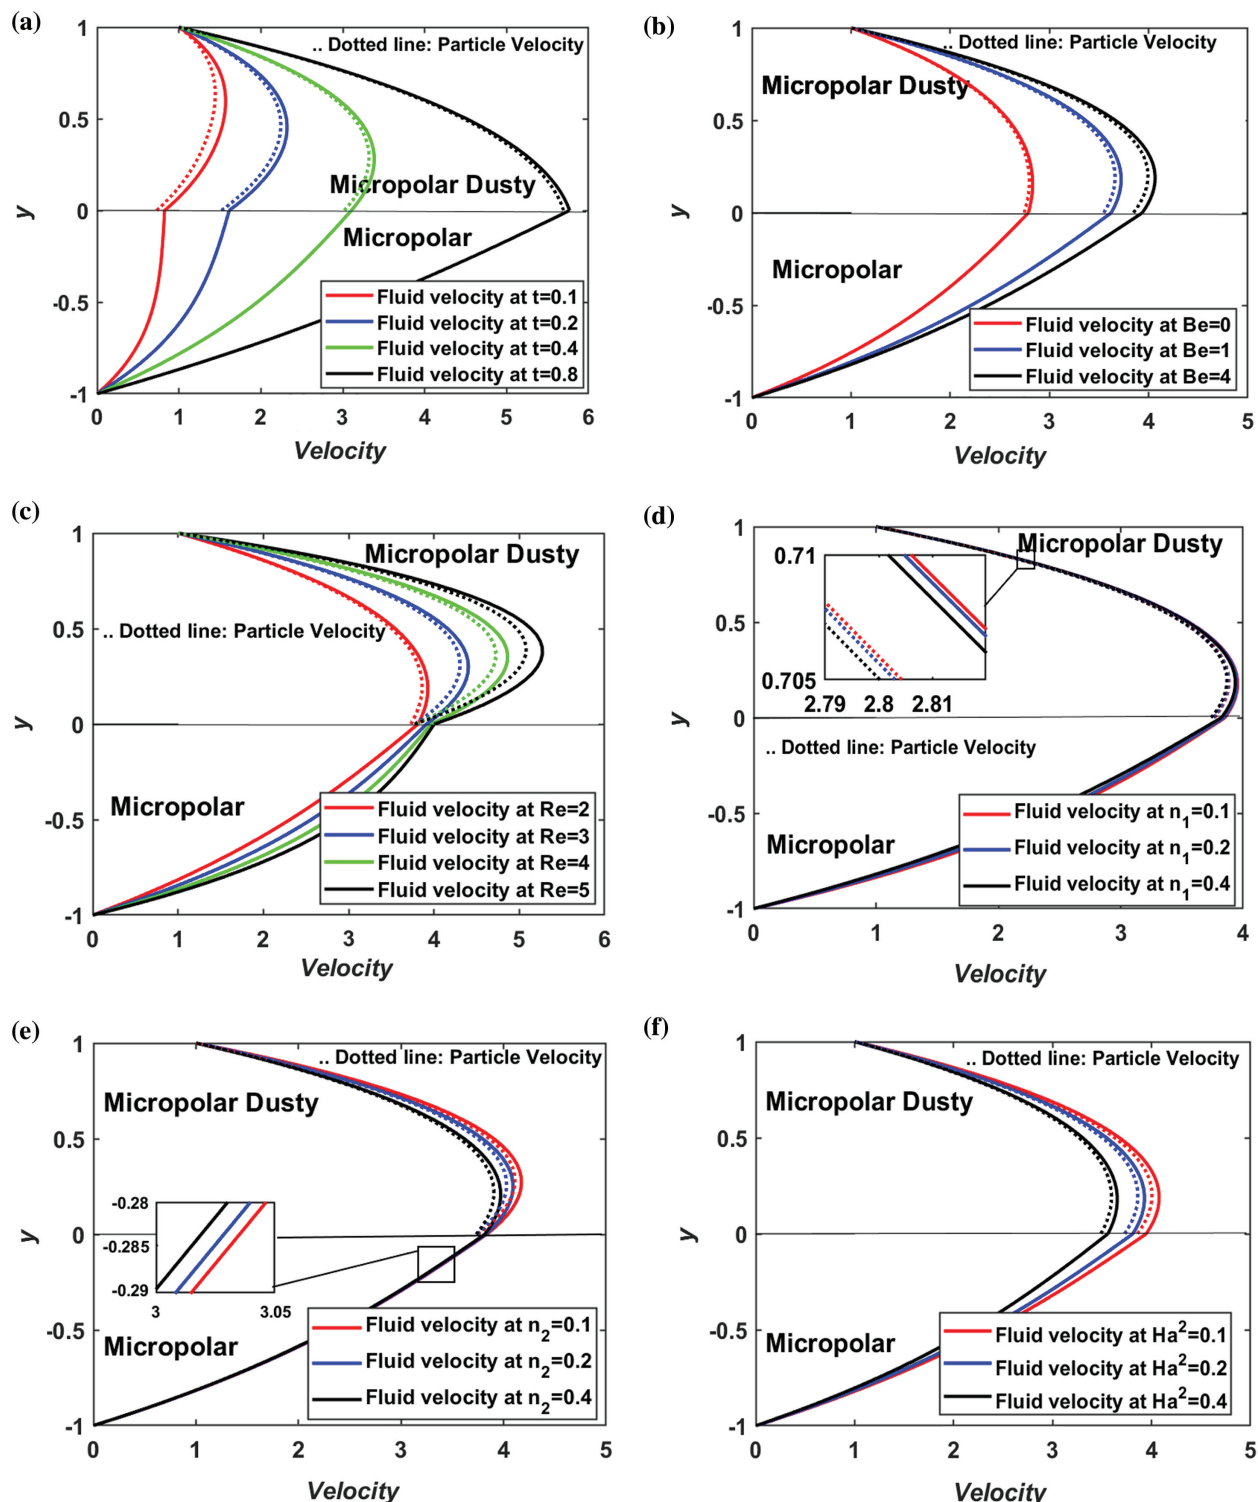 (a)
1
.. Dotted line: Particle Velocity
0.5
Micropolar Dusty
y
0
Micropolar
-0.5
Fluid velocity at t=0.1
Fluid velocity at t=0.2
Fluid velocity at t=0.4
Fluid velocity at t=0.8
-1
0 1 2 3 4 5 6
Velocity
(b)
1
.. Dotted line: Particle Velocity
Micropolar Dusty
0.5
y
0
Micropolar
-0.5
Fluid velocity at Be=0
Fluid velocity at Be=1
Fluid velocity at Be=4
-1
0 1 2 3 4 5
Velocity
(c)
1
Micropolar Dusty
0.5
.. Dotted line: Particle Velocity
y
0
Micropolar
-0.5
Fluid velocity at Re=2
Fluid velocity at Re=3
Fluid velocity at Re=4
Fluid velocity at Re=5
-1
0 1 2 3 4 5 6
Velocity
(d)
1
Micropolar Dusty
0.71
0.5
0.705
2.79 2.8 2.81
y
0
.. Dotted line: Particle Velocity
-0.5
Micropolar
Fluid velocity at n1=0.1
Fluid velocity at n1=0.2
Fluid velocity at n1=0.4
-1
0 1 2 3 4
Velocity
(e)
1
.. Dotted line: Particle Velocity
Micropolar Dusty
0.5
-0.28
y
0
-0.285
-0.29
3 3.05
-0.5
Micropolar
Fluid velocity at n2=0.1
Fluid velocity at n2=0.2
Fluid velocity at n2=0.4
-1
0 1 2 3 4 5
Velocity
(f)
1
.. Dotted line: Particle Velocity
Micropolar Dusty
0.5
y
0
-0.5
Micropolar
Fluid velocity at Ha²=0.1
Fluid velocity at Ha²=0.2
Fluid velocity at Ha²=0.4
-1
0 1 2 3 4 5
Velocity